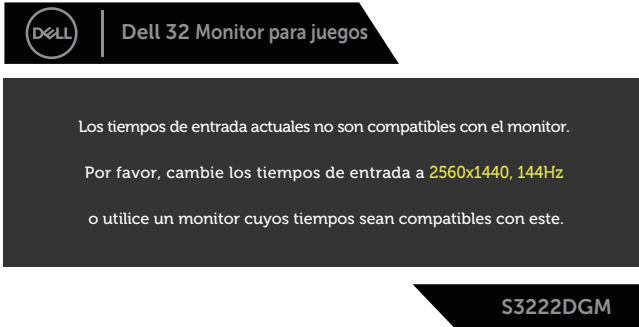 DELL
Dell 32 Monitor para juegos
Los tiempos de entrada actuales no son compatibles con el monitor.
Por favor, cambie los tiempos de entrada a 2560x1440, 144Hz
o utilice un monitor cuyos tiempos sean compatibles con este.
S3222DGM